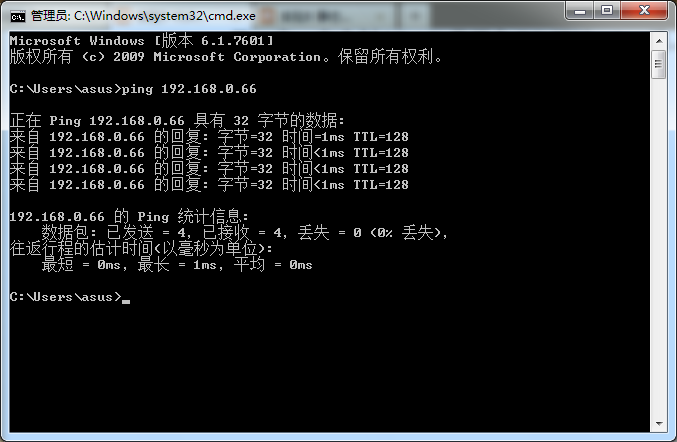 管理员: C:\Windows\system32\cmd.exe
Microsoft Windows [版本 6.1.7601]
版权所有 (c) 2009 Microsoft Corporation。保留所有权利。
C:\Users\asus>ping 192.168.0.66
正在 Ping 192.168.0.66 具有 32 字节的数据:
来自 192.168.0.66 的回复: 字节=32 时间=1ms TTL=128
来自 192.168.0.66 的回复: 字节=32 时间<1ms TTL=128
来自 192.168.0.66 的回复: 字节=32 时间<1ms TTL=128
来自 192.168.0.66 的回复: 字节=32 时间<1ms TTL=128
192.168.0.66 的 Ping 统计信息:
数据包: 已发送 = 4, 已接收 = 4, 丢失 = 0 (0% 丢失),
往返行程的估计时间(以毫秒为单位):
最短 = 0ms, 最长 = 1ms, 平均 = 0ms
C:\Users\asus>